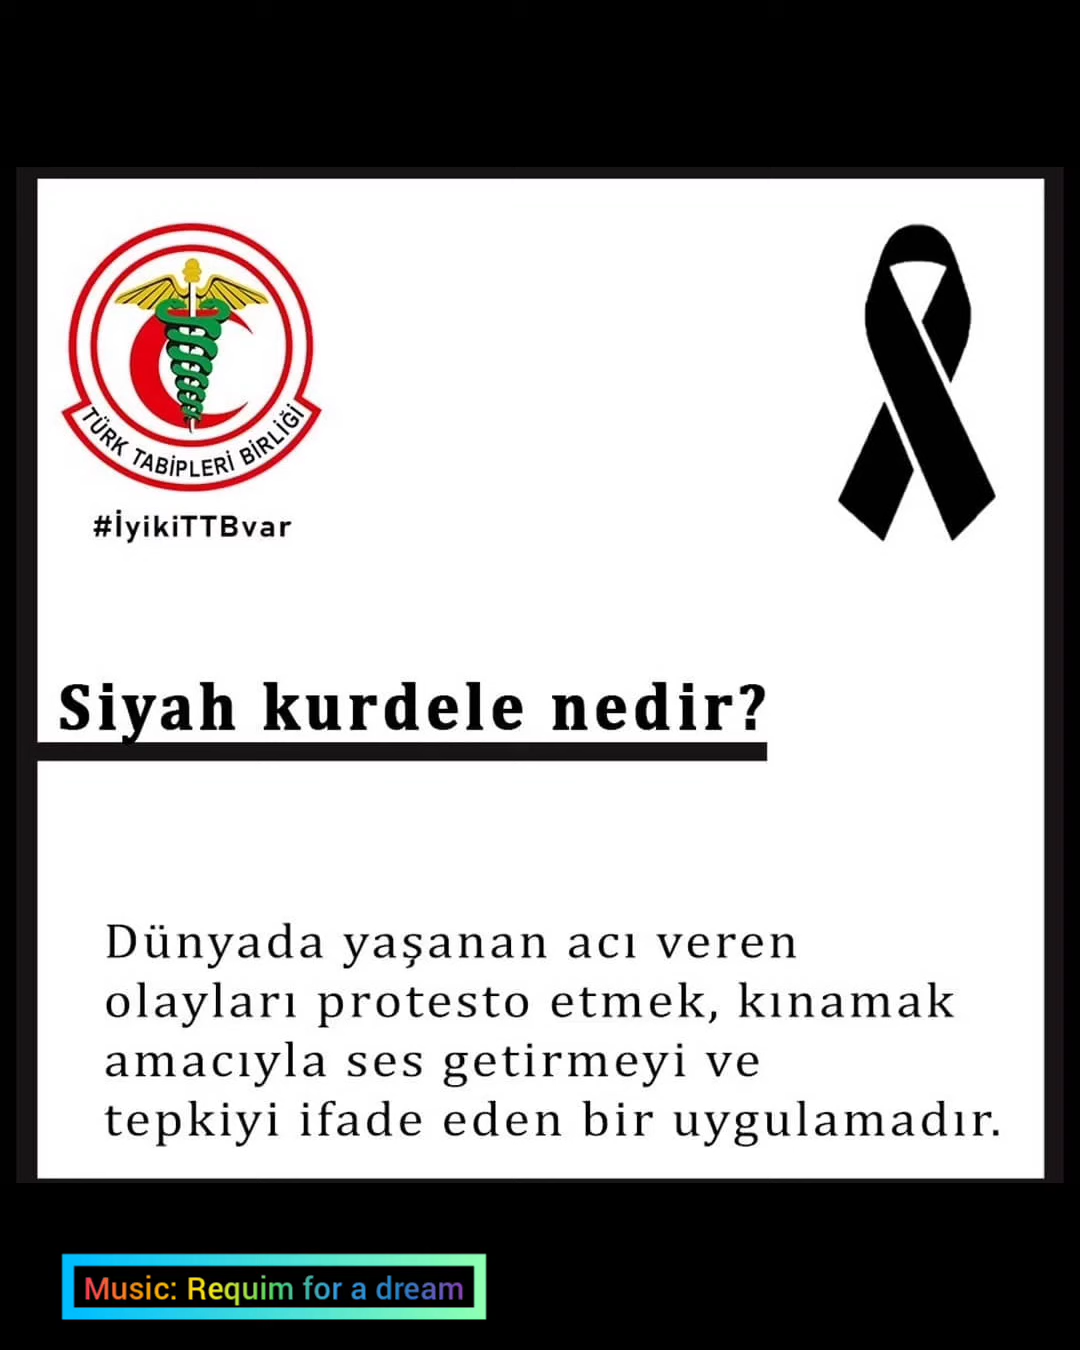 TÜRK TABİPLERİ BİRLİĞİ
#İyikiTTBvar
Siyah kurdele nedir?
Dünyada yaşanan acı veren
olayları protesto etmek, kınamak
amacıyla ses getirmeyi ve
tepkiyi ifade eden bir uygulamadır.
Music: Requim for a dream